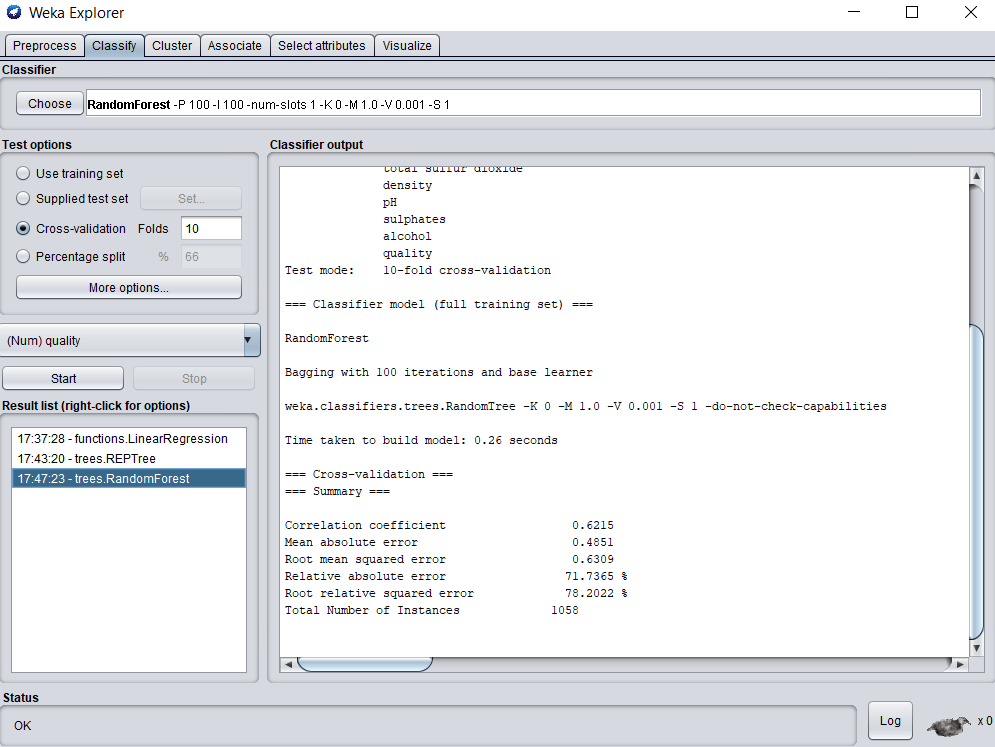 Weka Explorer
Preprocess Classify Cluster Associate Select attributes Visualize
Classifier
Choose RandomForest -P 100 -I 100 -num-slots 1 -K 0 -M 1.0 -V 0.001 -S 1
Test options
Use training set
Supplied test set Set...
Cross-validation Folds 10
Percentage split % 66
More options...
(Num) quality
Start Stop
Result list (right-click for options)
17:37:28 - functions.LinearRegression
17:43:20 - trees.REPTree
17:47:23 - trees.RandomForest
Classifier output
total sulfur dioxide
density
pH
sulphates
alcohol
quality
Test mode: 10-fold cross-validation
=== Classifier model (full training set) ===
RandomForest
Bagging with 100 iterations and base learner
weka.classifiers.trees.RandomTree -K 0 -M 1.0 -V 0.001 -S 1 -do-not-check-capabilities
Time taken to build model: 0.26 seconds
=== Cross-validation ===
=== Summary ===
Correlation coefficient 0.6215
Mean absolute error 0.4851
Root mean squared error 0.6309
Relative absolute error 71.7365 %
Root relative squared error 78.2022 %
Total Number of Instances 1058
Status
OK
Log x 0